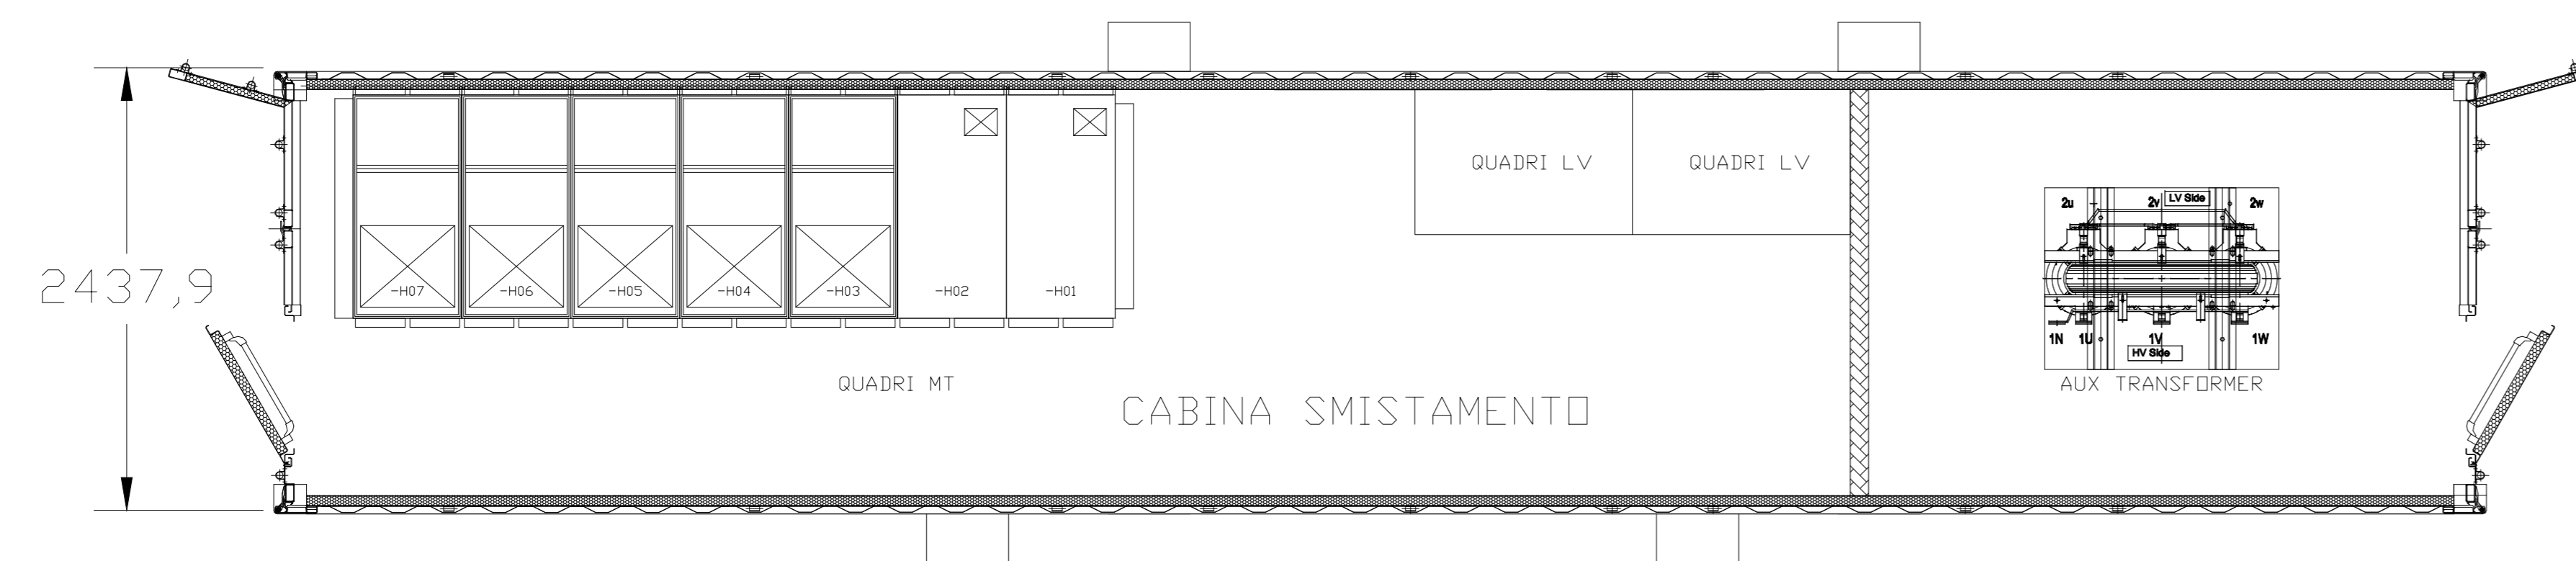 QUADRI LV
QUADRI LV
2u
2v
LV Side
2w
2437,9
-H07
-H06
-H05
-H04
-H03
-H02
-H01
1N
1U
1V
1W
HV Side
QUADRI MT
AUX TRANSFORMER
CABINA SMISTAMENTO